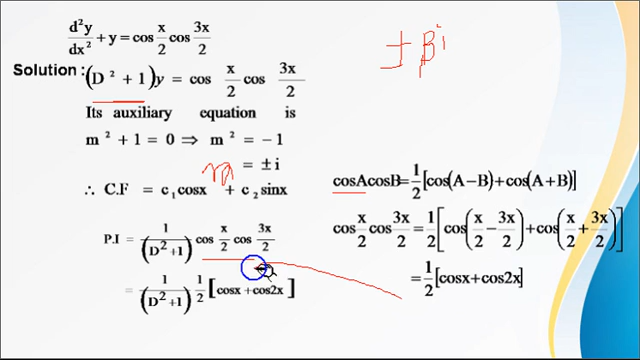 d²y/dx² + y = cos x/2 cos 3x/2
Solution : (D² + 1)y = cos x/2 cos 3x/2
Its auxiliary equation is
m² + 1 = 0 ⇒ m² = −1
= ± i
∴ C.F = c₁cosx + c₂sinx
P.I = 1/(D²+1) cos x/2 cos 3x/2
= 1/(D²+1) 1/2 [cosx + cos2x]
± βi
cosAcosB = 1/2[cos(A−B)+cos(A+B)]
cos x/2 cos 3x/2 = 1/2[cos(x/2 − 3x/2)+cos(x/2 + 3x/2)]
= 1/2[cosx+cos2x]